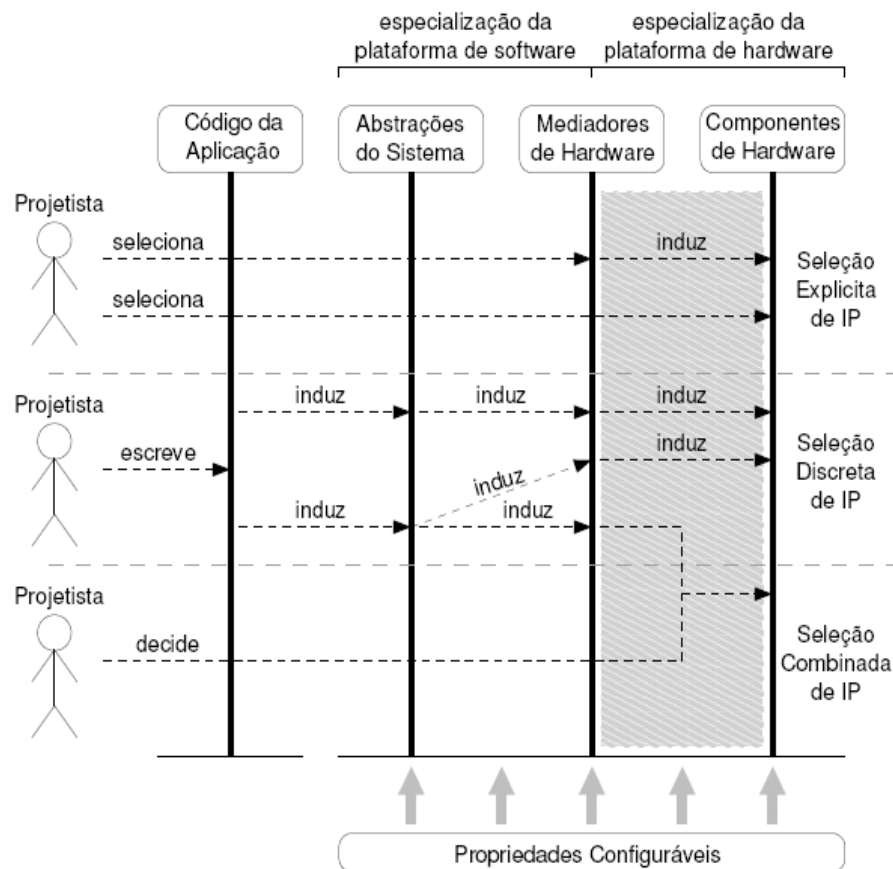 especialização da
plataforma de software
especialização da
plataforma de hardware
Código da
Aplicação
Abstrações
do Sistema
Mediadores
de Hardware
Componentes
de Hardware
Projetista
seleciona
induz
seleciona
Seleção
Explicita
de IP
Projetista
induz
induz
induz
escreve
induz
induz
induz
induz
Seleção
Discreta
de IP
Projetista
decide
Seleção
Combinada
de IP
Propriedades Configuráveis